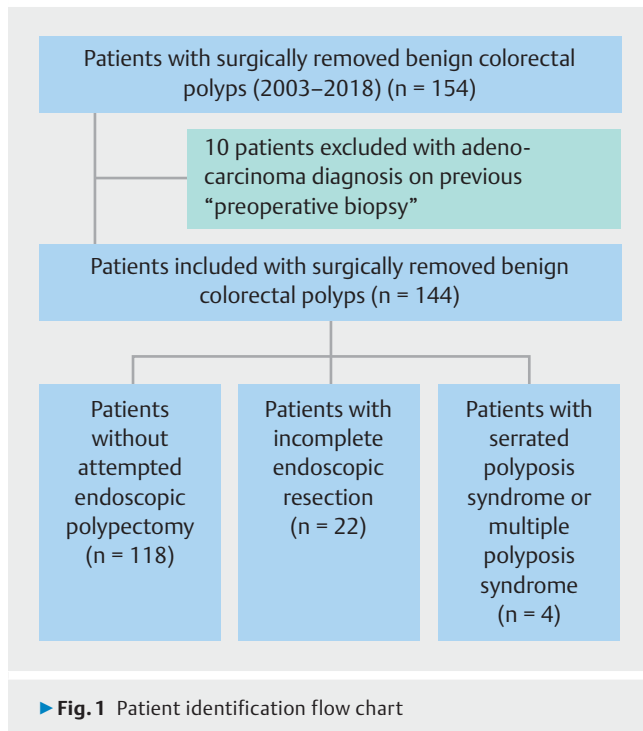 Patients with surgically removed benign colorectal
polyps (2003–2018) (n = 154)
10 patients excluded with adeno-
carcinoma diagnosis on previous
“preoperative biopsy”
Patients included with surgically removed benign
colorectal polyps (n = 144)
Patients
without
attempted
endoscopic
polypectomy
(n = 118)
Patients with
incomplete
endoscopic
resection
(n = 22)
Patients with
serrated
polyposis
syndrome or
multiple
polyposis
syndrome
(n = 4)
▶ Fig. 1 Patient identification flow chart